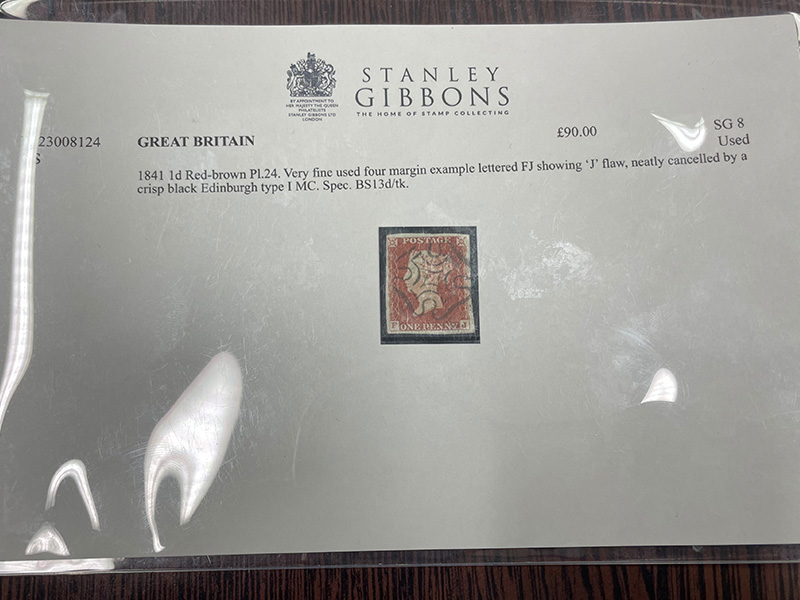 BY APPOINTMENT TO
HER MAJESTY THE QUEEN
PHILATELISTS
STANLEY GIBBONS LTD
LONDON
STANLEY
GIBBONS
THE HOME OF STAMP COLLECTING
23008124
GREAT BRITAIN
£90.00
SG 8
S
Used
1841 1d Red-brown Pl.24. Very fine used four margin example lettered FJ showing ‘J’ flaw, neatly cancelled by a
crisp black Edinburgh type I MC. Spec. BS13d/tk.
POSTAGE
F ONE PENNY J